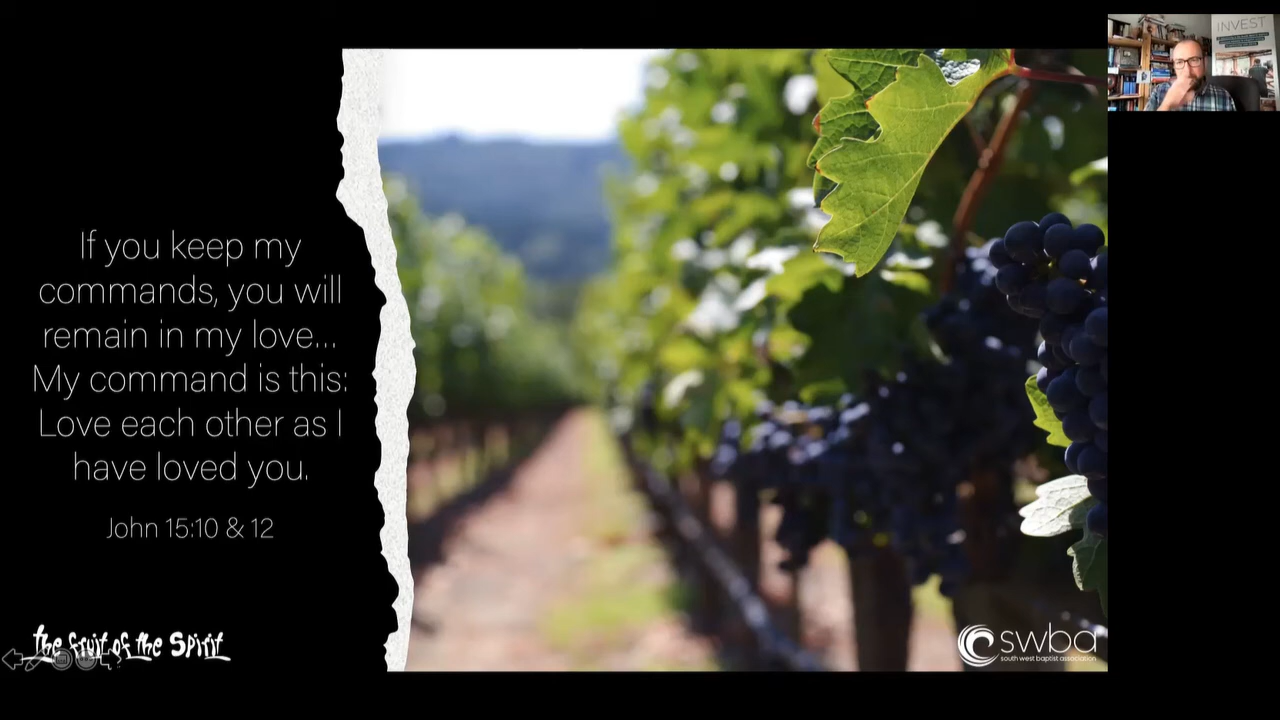 If you keep my
commands, you will
remain in my love...
My command is this:
Love each other as I
have loved you.
John 15:10 & 12
the fruit of the Spirit
swba
south west baptist association
INVEST